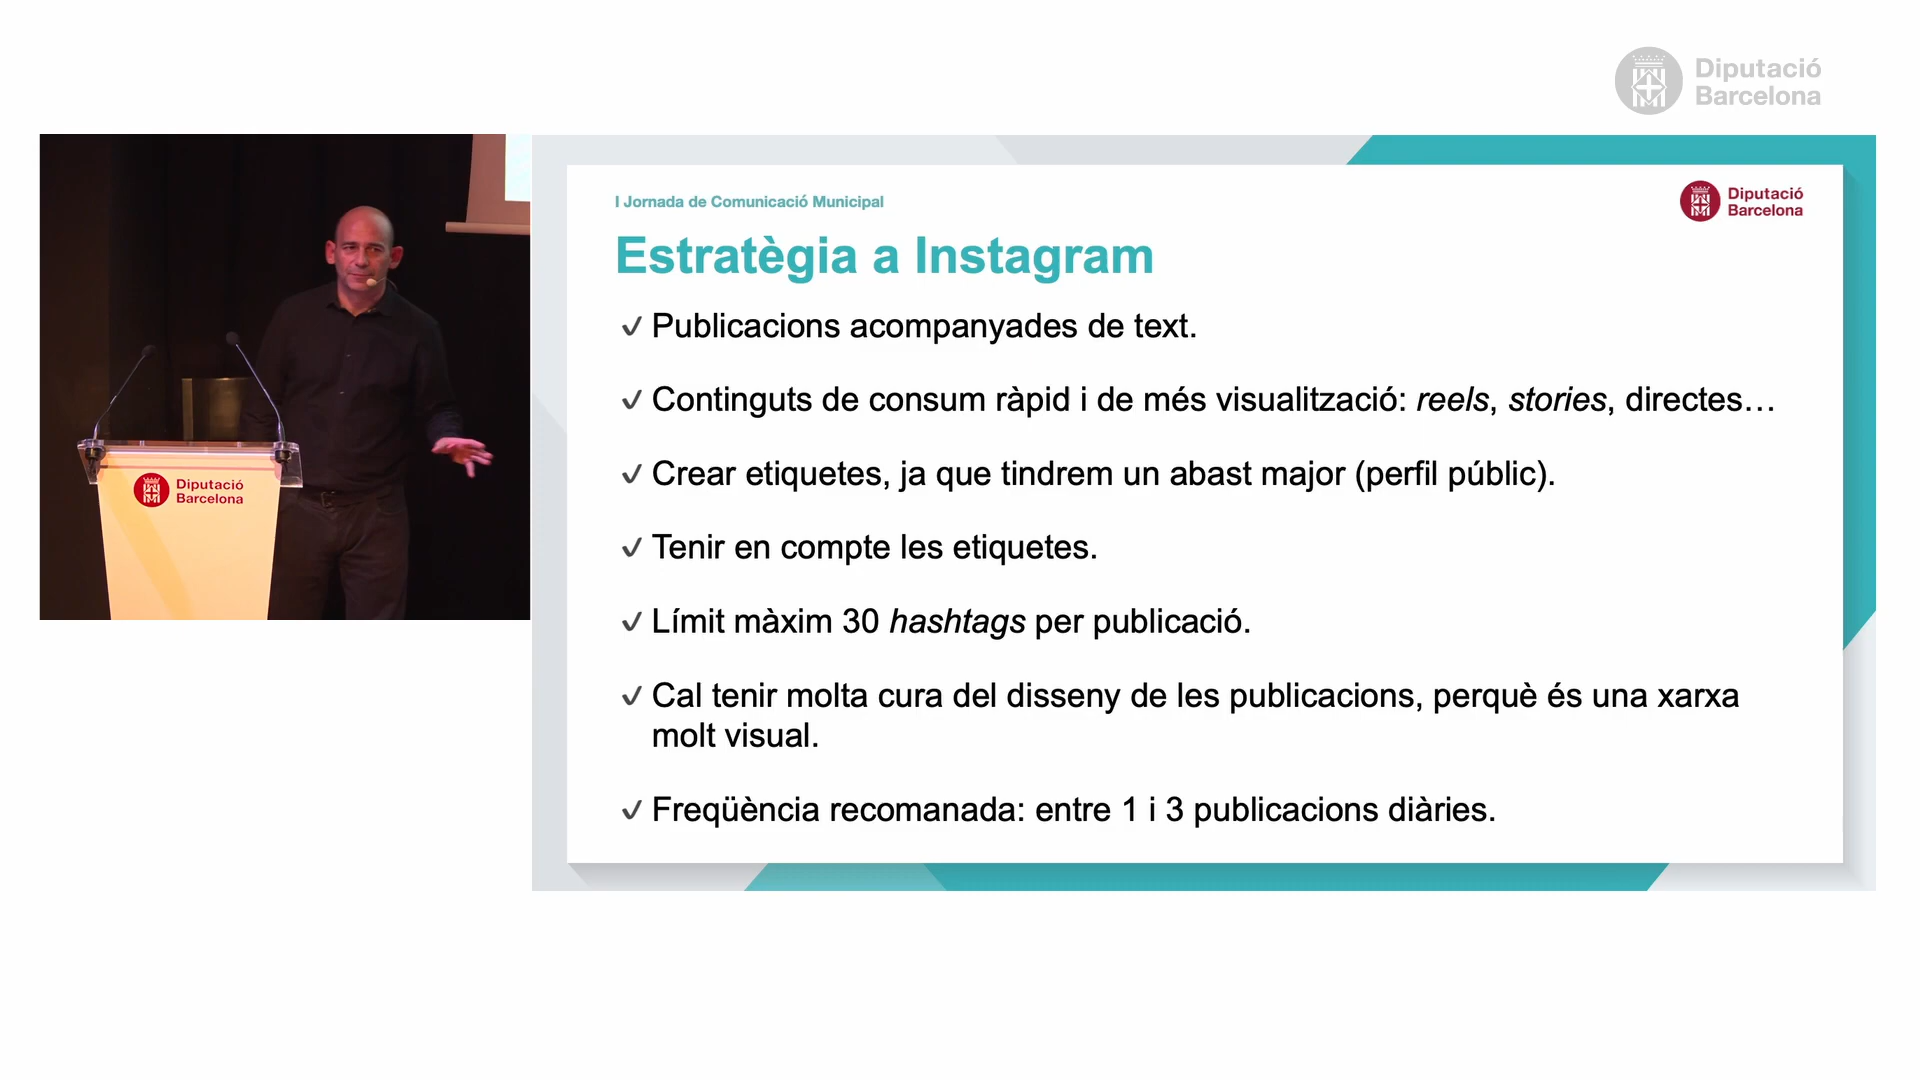 Diputació
Barcelona
I Jornada de Comunicació Municipal
Diputació
Barcelona
Estratègia a Instagram
✓ Publicacions acompanyades de text.
✓ Continguts de consum ràpid i de més visualització: reels, stories, directes…
✓ Crear etiquetes, ja que tindrem un abast major (perfil públic).
✓ Tenir en compte les etiquetes.
✓ Límit màxim 30 hashtags per publicació.
✓ Cal tenir molta cura del disseny de les publicacions, perquè és una xarxa
molt visual.
✓ Freqüència recomanada: entre 1 i 3 publicacions diàries.
Diputació
Barcelona